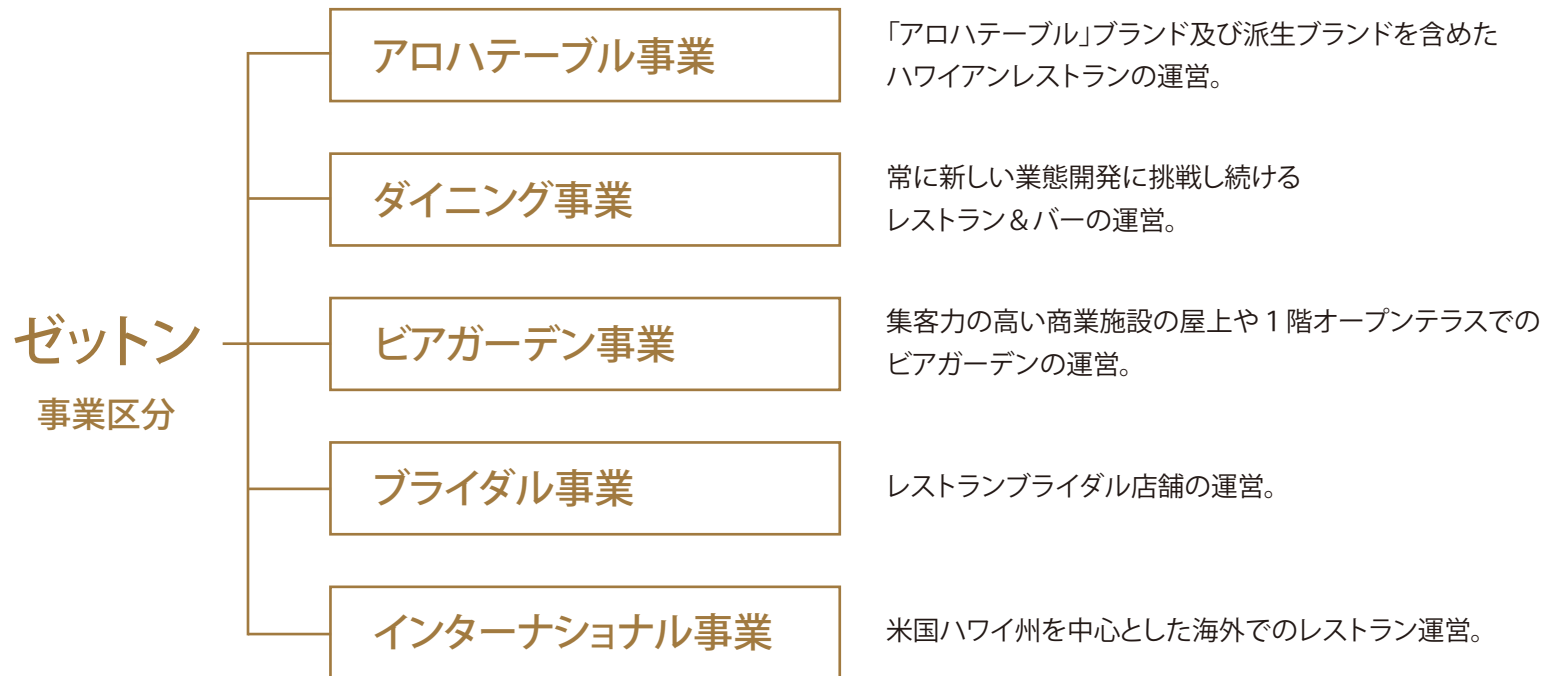 ゼットン
事業区分
アロハテーブル事業
「アロハテーブル」ブランド及び派生ブランドを含めた
ハワイアンレストランの運営。
ダイニング事業
常に新しい業態開発に挑戦し続ける
レストラン＆バーの運営。
ビアガーデン事業
集客力の高い商業施設の屋上や１階オープンテラスでの
ビアガーデンの運営。
ブライダル事業
レストランブライダル店舗の運営。
インターナショナル事業
米国ハワイ州を中心とした海外でのレストラン運営。